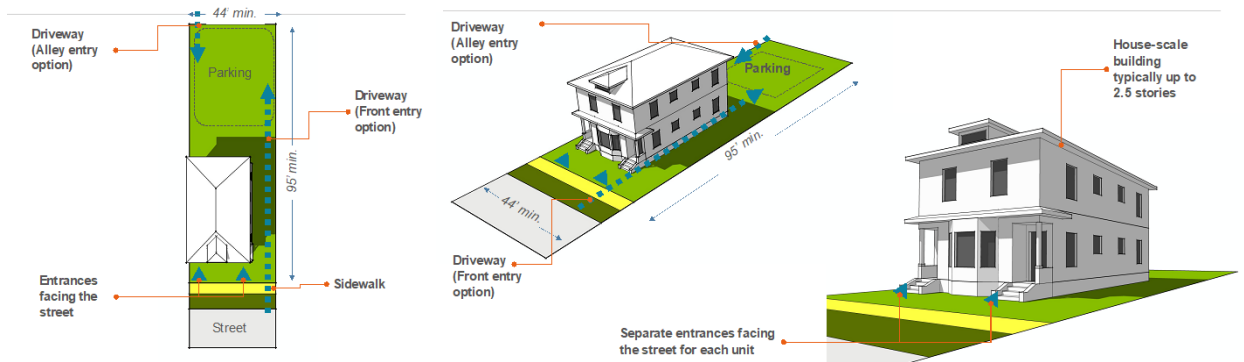 44' min.
Driveway
(Alley entry
option)
Parking
Driveway
(Front entry
option)
95' min.
Entrances
facing the
street
Sidewalk
Street
Driveway
(Alley entry
option)
Parking
95' min.
44' min.
Driveway
(Front entry
option)
House-scale
building
typically up to
2.5 stories
Separate entrances facing
the street for each unit